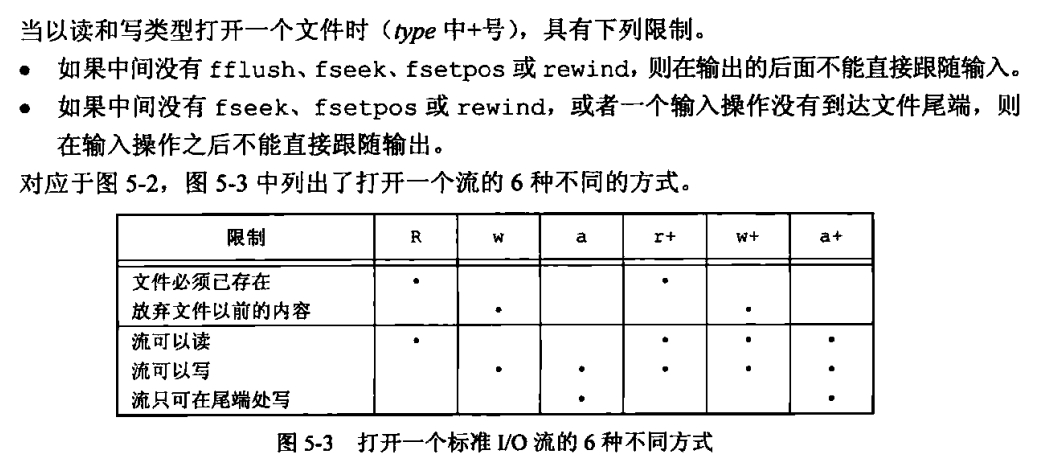 当以读和写类型打开一个文件时(type 中+号),具有下列限制。
• 如果中间没有 fflush、fseek、fsetpos 或 rewind,则在输出的后面不能直接跟随输入。
• 如果中间没有 fseek、fsetpos 或 rewind,或者一个输入操作没有到达文件尾端,则
在输入操作之后不能直接跟随输出。
对应于图 5-2,图 5-3 中列出了打开一个流的 6 种不同的方式。
限制 R w a r+ w+ a+
文件必须已存在 • •
放弃文件以前的内容 • •
流可以读 • • • •
流可以写 • • • • •
流只可在尾端处写 • •
图 5-3 打开一个标准 I/O 流的 6 种不同方式